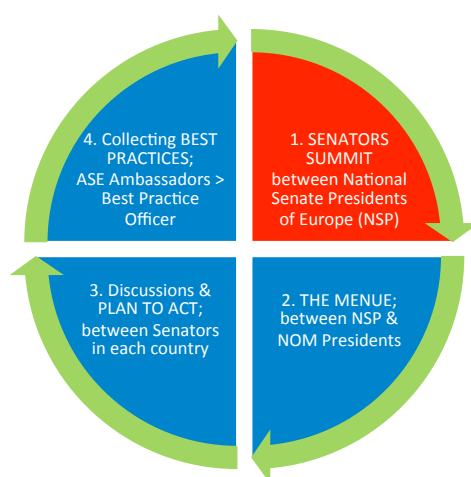 1. SENATORS
SUMMIT
between National
Senate Presidents
of Europe (NSP)
2. THE MENUE;
between NSP &
NOM Presidents
3. Discussions &
PLAN TO ACT;
between Senators
in each country
4. Collecting BEST
PRACTICES;
ASE Ambassadors >
Best Practice
Officer